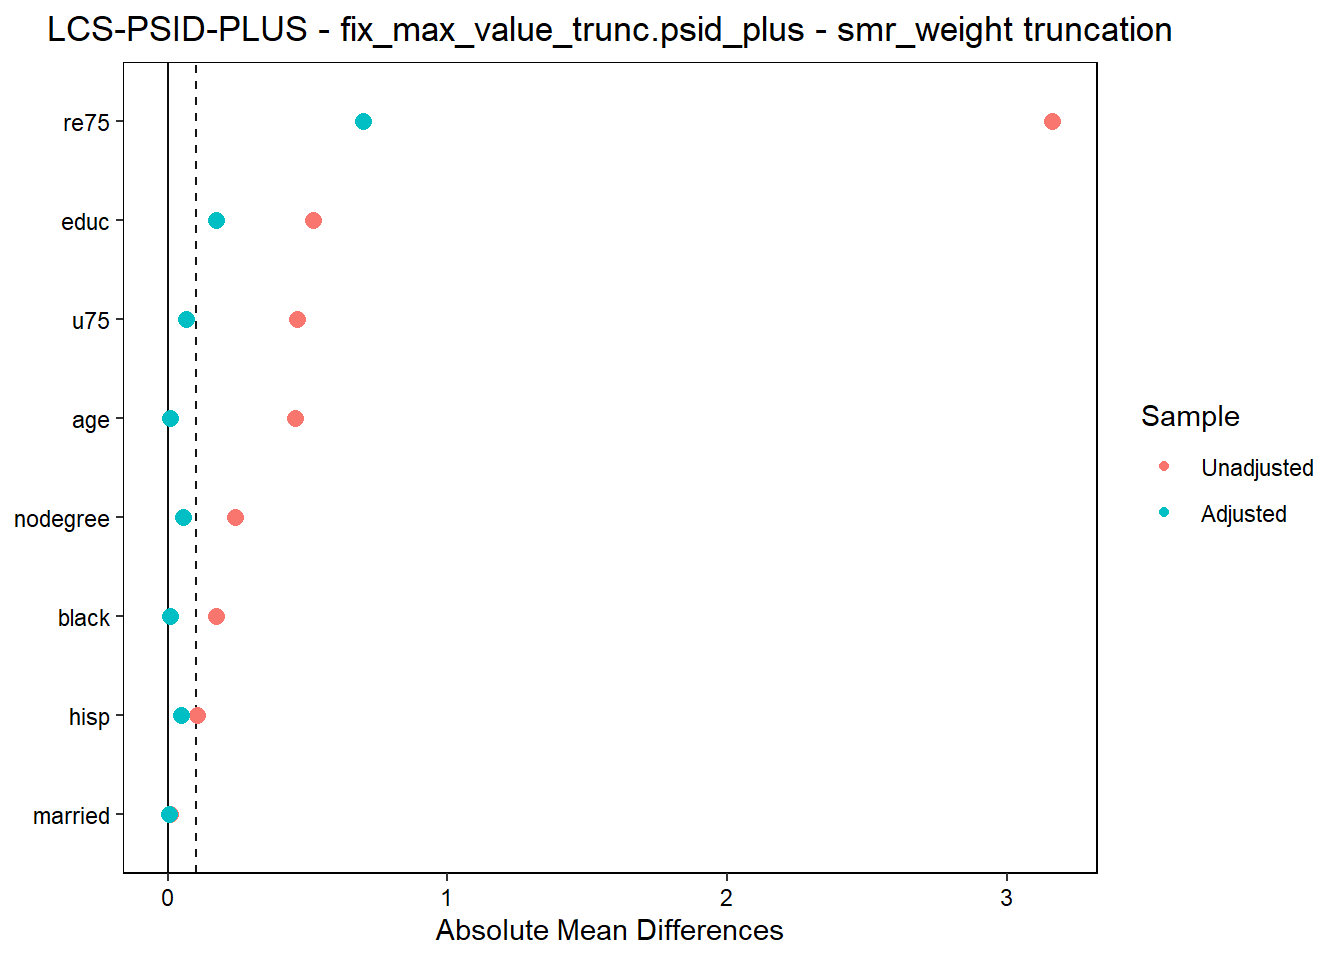 LCS-PSID-PLUS - fix_max_value_trunc.psid_plus - smr_weight truncation
re75
educ
u75
age
nodegree
black
hisp
married
0 1 2 3
Absolute Mean Differences
Sample
Unadjusted
Adjusted